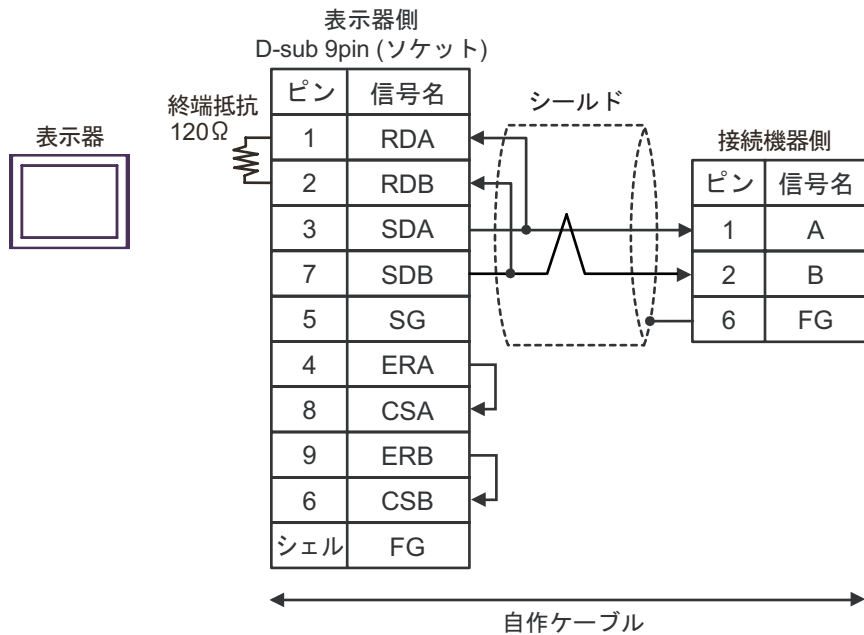 表示器側
D-sub 9pin (ソケット)
表示器
終端抵抗
120Ω
ピン 信号名
1 RDA
2 RDB
3 SDA
7 SDB
5 SG
4 ERA
8 CSA
9 ERB
6 CSB
シェル FG
シールド
接続機器側
ピン 信号名
1 A
2 B
6 FG
自作ケーブル